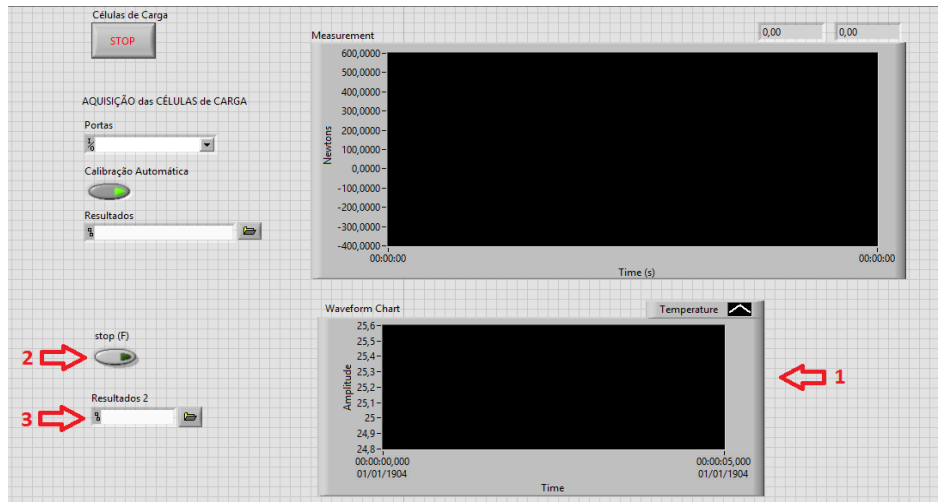 Células de Carga
STOP
Measurement
0,00 0,00
600,0000
500,0000
400,0000
300,0000
200,0000
100,0000
0,0000
-100,0000
-200,0000
-300,0000
-400,0000
Newtons
00:00:00 00:00:00
Time (s)
AQUISIÇÃO das CÉLULAS de CARGA
Portas
Calibração Automática
Resultados
stop (F)
2
Resultados 2
3
Waveform Chart
Temperature
25,6
25,5
25,4
25,3
25,2
25,1
25
24,9
24,8
Amplitude
00:00:00,000 00:00:05,000
01/01/1904 01/01/1904
Time
1